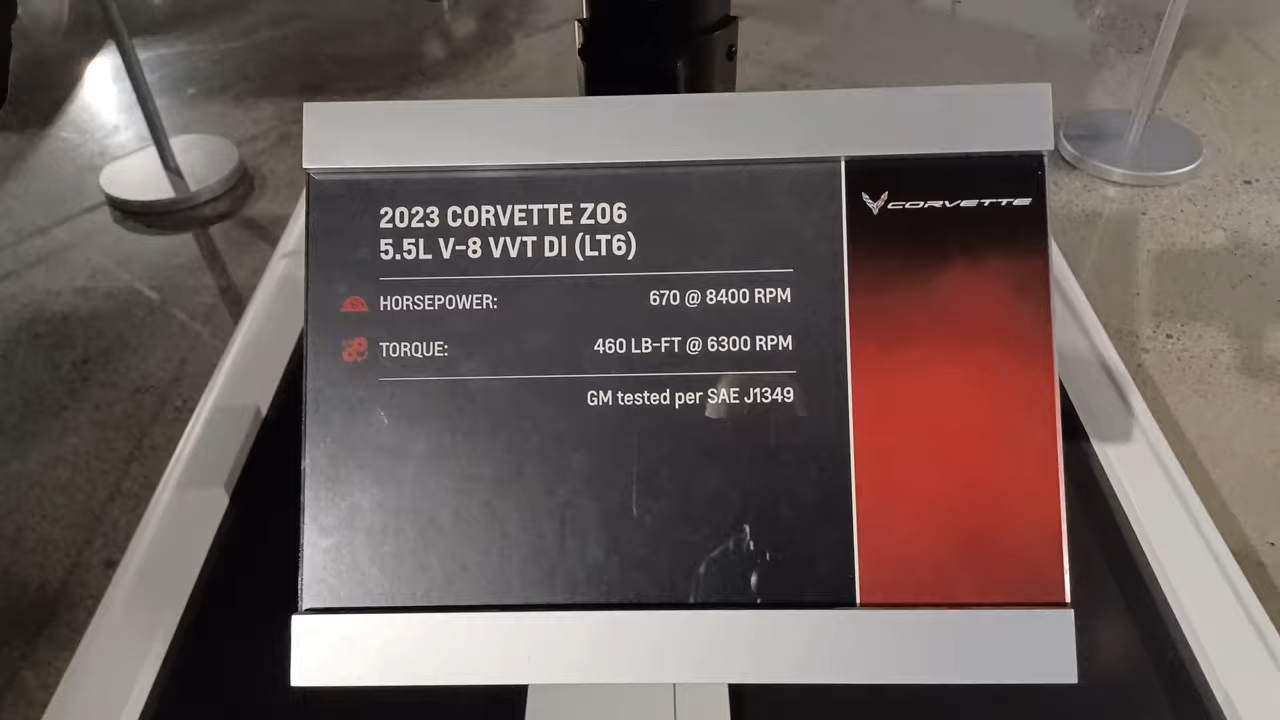 2023 CORVETTE Z06
5.5L V-8 VVT DI (LT6)
HORSEPOWER: 670 @ 8400 RPM
TORQUE: 460 LB-FT @ 6300 RPM
GM tested per SAE J1349
CORVETTE